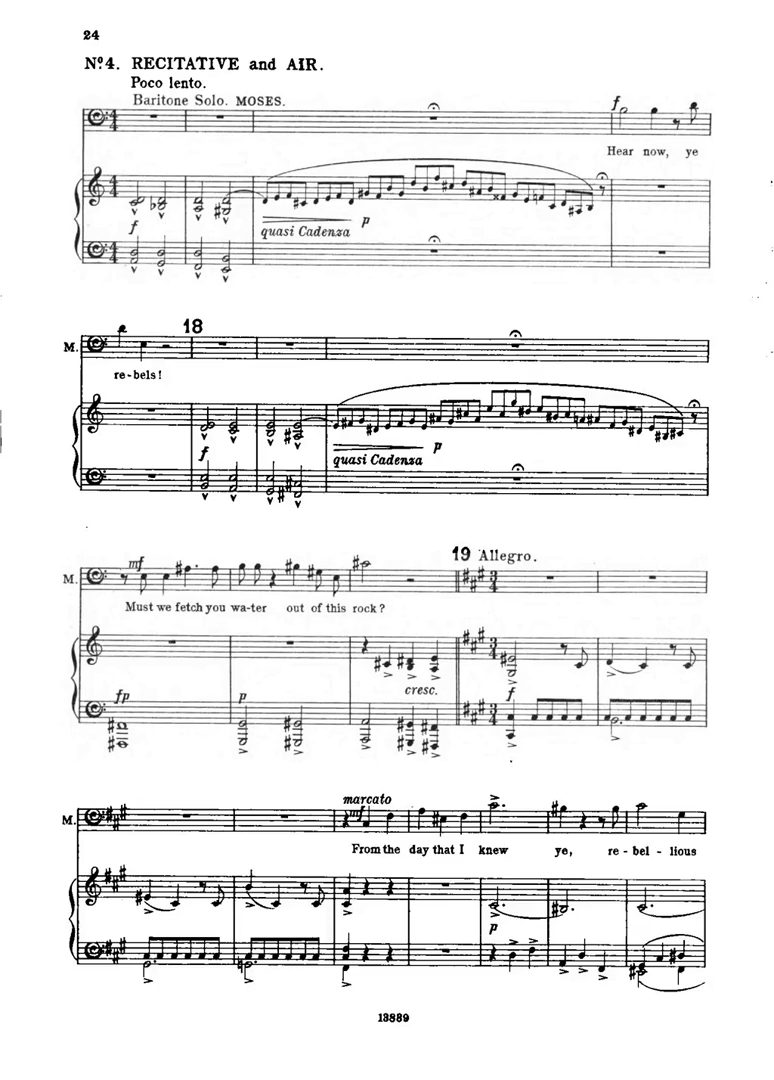 24
Nº 4. RECITATIVE and AIR.
Poco lento.
Baritone Solo. MOSES.
f
Hear now, ye
f
p
quasi Cadenza
18
M.
re-bels!
f
p
quasi Cadenza
19 Allegro.
M.
mf
Must we fetch you wa-ter out of this rock?
fp
p
cresc.
f
marcato
M.
mf
From the day that I knew ye, re - bel - lious
p
13889